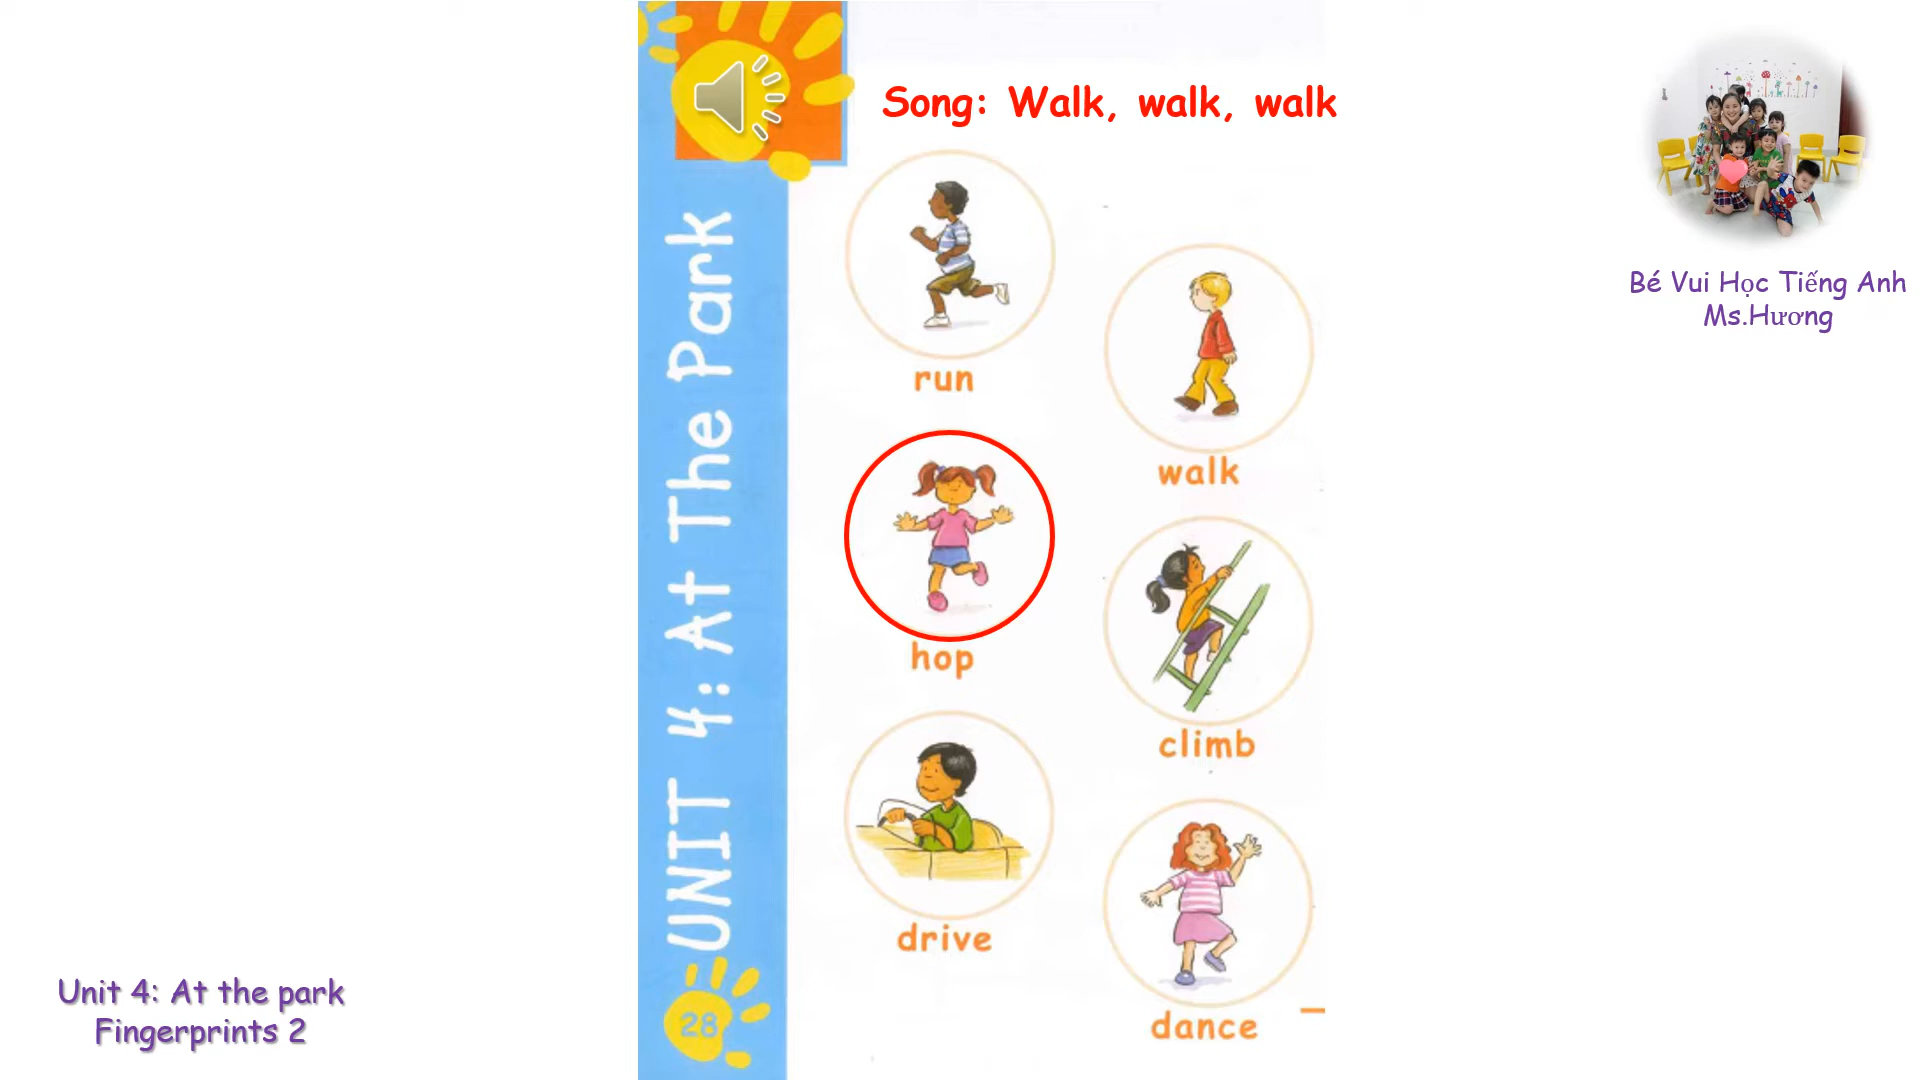 Song: Walk, walk, walk
Bé Vui Học Tiếng Anh
Ms.Hương
UNIT 4: At The Park
run
walk
hop
climb
drive
dance
28
Unit 4: At the park
Fingerprints 2